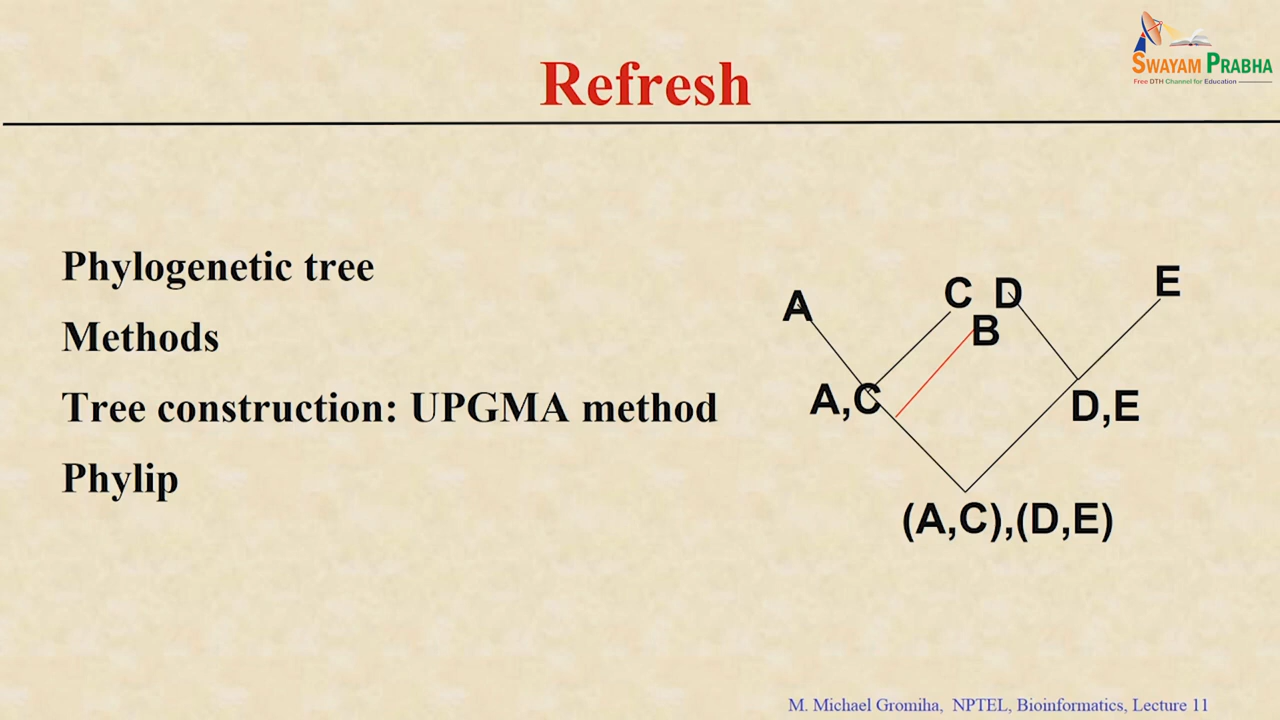 SWAYAM PRABHA
Free DTH Channel for Education
Refresh
Phylogenetic tree
Methods
Tree construction: UPGMA method
Phylip
A
C
D
B
E
A,C
D,E
(A,C),(D,E)
M. Michael Gromiha, NPTEL, Bioinformatics, Lecture 11